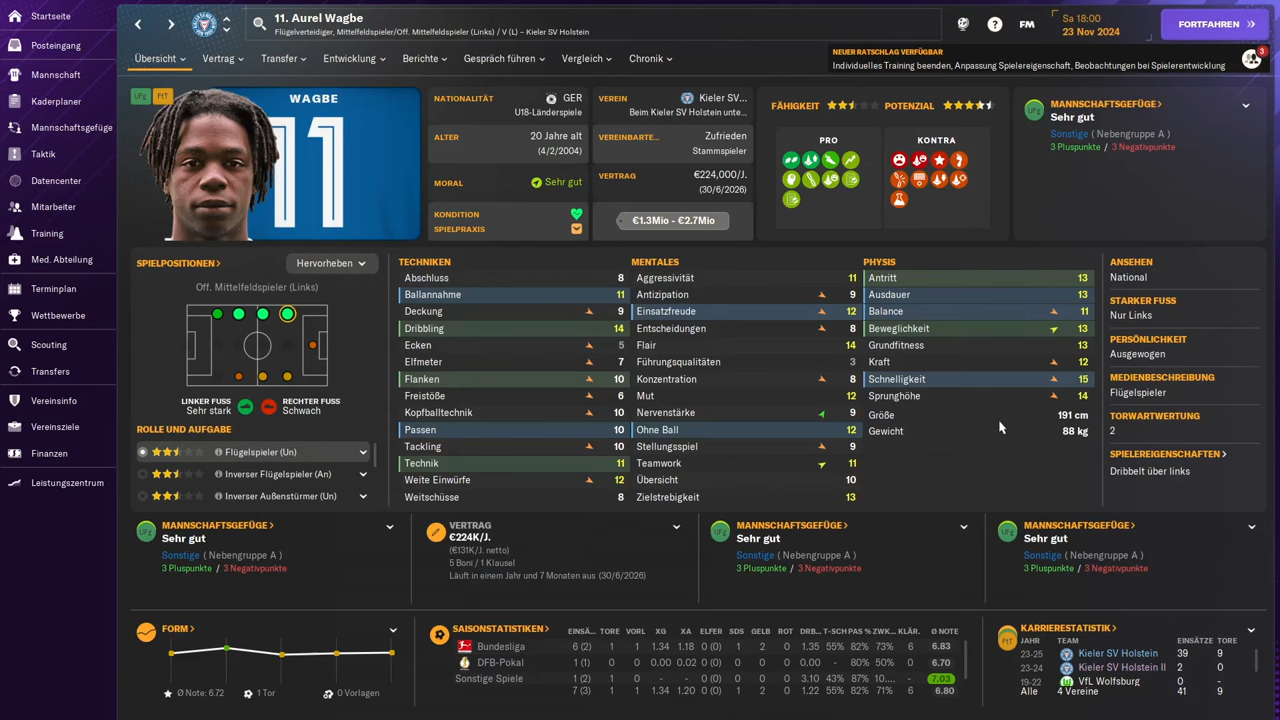 Startseite
Posteingang
Mannschaft
Kaderplaner
Mannschaftsgefüge
Taktik
Datencenter
Mitarbeiter
Training
Med. Abteilung
Terminplan
Wettbewerbe
Scouting
Transfers
Vereinsinfo
Vereinsziele
Finanzen
Leistungszentrum
11. Aurel Wagbe
Flügelverteidiger, Mittelfeldspieler/Off. Mittelfeldspieler (Links) / V (L) – Kieler SV Holstein
?
FM
Sa 18:00
23 Nov 2024
FORTFAHREN
Übersicht
Vertrag
Transfer
Entwicklung
Berichte
Gespräch führen
Vergleich
Chronik
NEUER RATSCHLAG VERFÜGBAR
Individuelles Training beenden, Anpassung Spielereigenschaft, Beobachtungen bei Spielerentwicklung
3
UFg
FtT
WAGBE
11
NATIONALITÄT
GER
U18-Länderspiele
ALTER
20 Jahre alt
(4/2/2004)
MORAL
Sehr gut
KONDITION
SPIELPRAXIS
VEREIN
Kieler SV...
Beim Kieler SV Holstein unte...
VEREINBARTE...
Zufrieden
Stammspieler
VERTRAG
€224,000/J.
(30/6/2026)
€1.3Mio - €2.7Mio
FÄHIGKEIT
POTENZIAL
PRO
KONTRA
UFg
MANNSCHAFTSGEFÜGE
Sehr gut
Sonstige ( Nebengruppe A )
3 Pluspunkte / 3 Negativpunkte
SPIELPOSITIONEN
Hervorheben
Off. Mittelfeldspieler (Links)
LINKER FUSS
Sehr stark
RECHTER FUSS
Schwach
ROLLE UND AUFGABE
Flügelspieler (Un)
Inverser Flügelspieler (An)
Inverser Außenstürmer (Un)
TECHNIKEN
Abschluss 8
Ballannahme 11
Deckung 9
Dribbling 14
Ecken 5
Elfmeter 7
Flanken 10
Freistöße 6
Kopfballtechnik 10
Passen 10
Tackling 10
Technik 11
Weite Einwürfe 12
Weitschüsse 8
MENTALES
Aggressivität 11
Antizipation 9
Einsatzfreude 12
Entscheidungen 8
Flair 14
Führungsqualitäten 3
Konzentration 8
Mut 12
Nervenstärke 9
Ohne Ball 12
Stellungsspiel 9
Teamwork 11
Übersicht 10
Zielstrebigkeit 13
PHYSIS
Antritt 13
Ausdauer 13
Balance 11
Beweglichkeit 13
Grundfitness 13
Kraft 12
Schnelligkeit 15
Sprunghöhe 14
Größe 191 cm
Gewicht 88 kg
ANSEHEN
National
STARKER FUSS
Nur Links
PERSÖNLICHKEIT
Ausgewogen
MEDIENBESCHREIBUNG
Flügelspieler
TORWARTWERTUNG
2
SPIELEREIGENSCHAFTEN
Dribbelt über links
UFg
MANNSCHAFTSGEFÜGE
Sehr gut
Sonstige ( Nebengruppe A )
3 Pluspunkte / 3 Negativpunkte
VERTRAG
€224K/J.
(€131K/J. netto)
5 Boni / 1 Klausel
Läuft in einem Jahr und 7 Monaten aus (30/6/2026)
UFg
MANNSCHAFTSGEFÜGE
Sehr gut
Sonstige ( Nebengruppe A )
3 Pluspunkte / 3 Negativpunkte
UFg
MANNSCHAFTSGEFÜGE
Sehr gut
Sonstige ( Nebengruppe A )
3 Pluspunkte / 3 Negativpunkte
FORM
Ø Note: 6.72
1 Tor
0 Vorlagen
SAISONSTATISTIKEN
EINSÄ... TORE VORL XG XA ELFER SDS GELB ROT DRB... T-SCH PAS % ZWK... KLÄR. Ø NOTE
Bundesliga 6 (2) 1 1 1.34 1.18 0 (0) 1 2 0 1.35 55% 82% 73% 6 6.83
DFB-Pokal 1 (1) 0 0 0.00 0.02 0 (0) 0 0 0 - - 80% 50% 0 6.70
Sonstige Spiele 1 (2) 1 0 - - 0 (0) 0 0 0 3.10 43% 87% 10.... - 7.03
7 (3) 1 1 1.34 1.20 0 (0) 1 2 0 1.22 55% 82% 71% 6 6.80
FtT
KARRIERESTATISTIK
JAHR TEAM EINSÄTZE TORE
23-25 Kieler SV Holstein 39 9
23-24 Kieler SV Holstein II 2 0
19-22 VfL Wolfsburg 0 -
Alle 4 Vereine 41 9